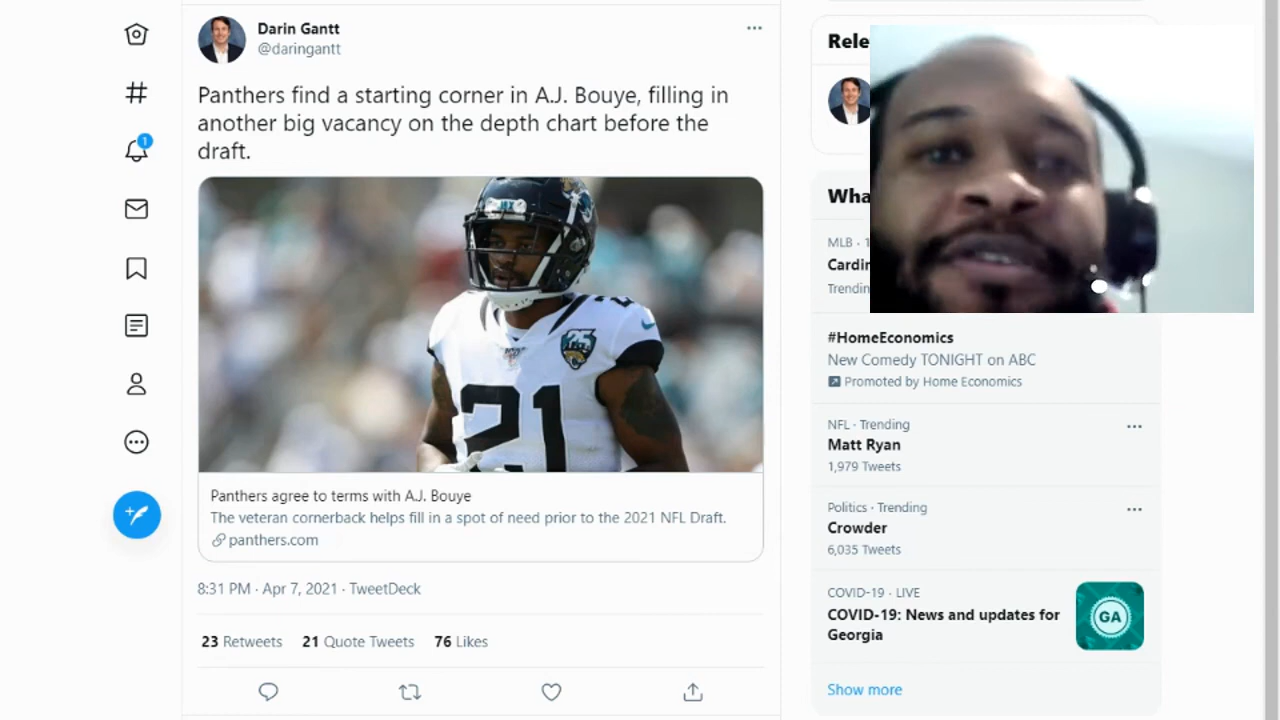 Darin Gantt
@daringantt
Panthers find a starting corner in A.J. Bouye, filling in
another big vacancy on the depth chart before the
draft.
21
Panthers agree to terms with A.J. Bouye
The veteran cornerback helps fill in a spot of need prior to the 2021 NFL Draft.
panthers.com
8:31 PM · Apr 7, 2021 · TweetDeck
23 Retweets 21 Quote Tweets 76 Likes
1
Rele
Wha
MLB · 1
Cardin
Trendin
#HomeEconomics
New Comedy TONIGHT on ABC
Promoted by Home Economics
NFL · Trending
Matt Ryan
1,979 Tweets
Politics · Trending
Crowder
6,035 Tweets
COVID-19 · LIVE
COVID-19: News and updates for
Georgia
GA
Show more